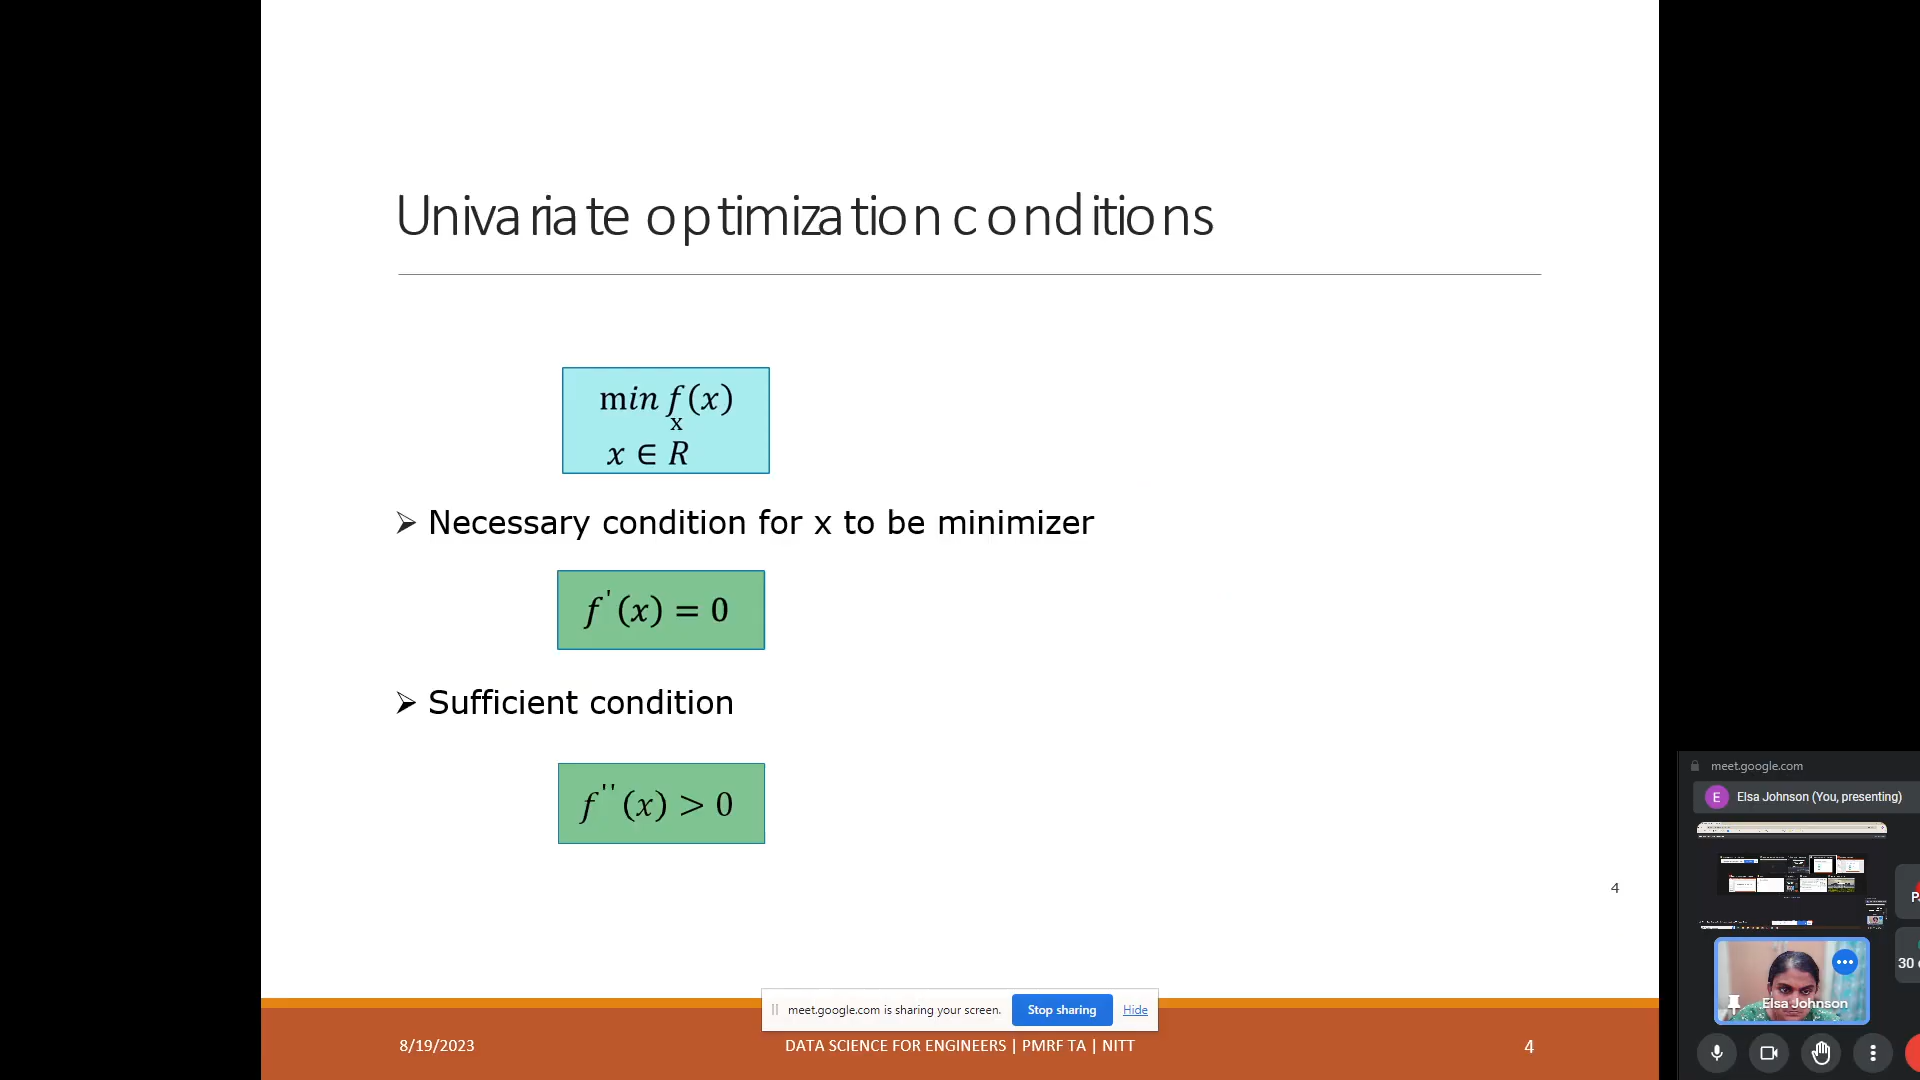 Univariate optimization conditions
min f(x)
x
x ∈ R
➢ Necessary condition for x to be minimizer
f'(x) = 0
➢ Sufficient condition
f''(x) > 0
4
meet.google.com is sharing your screen. Stop sharing Hide
8/19/2023 DATA SCIENCE FOR ENGINEERS | PMRF TA | NITT 4
meet.google.com
E Elsa Johnson (You, presenting)
30
Elsa Johnson